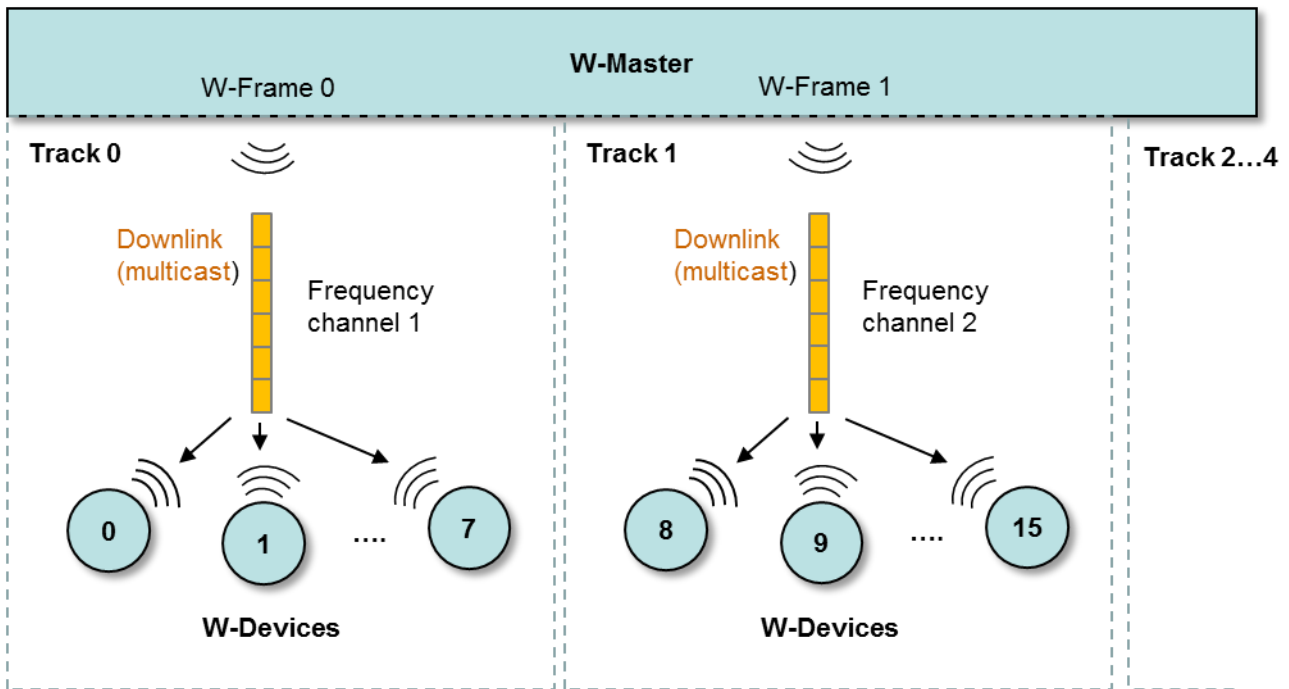 W-Master
W-Frame 0
W-Frame 1
Track 0
Downlink
(multicast)
Frequency
channel 1
0
1
....
7
W-Devices
Track 1
Downlink
(multicast)
Frequency
channel 2
8
9
....
15
W-Devices
Track 2…4